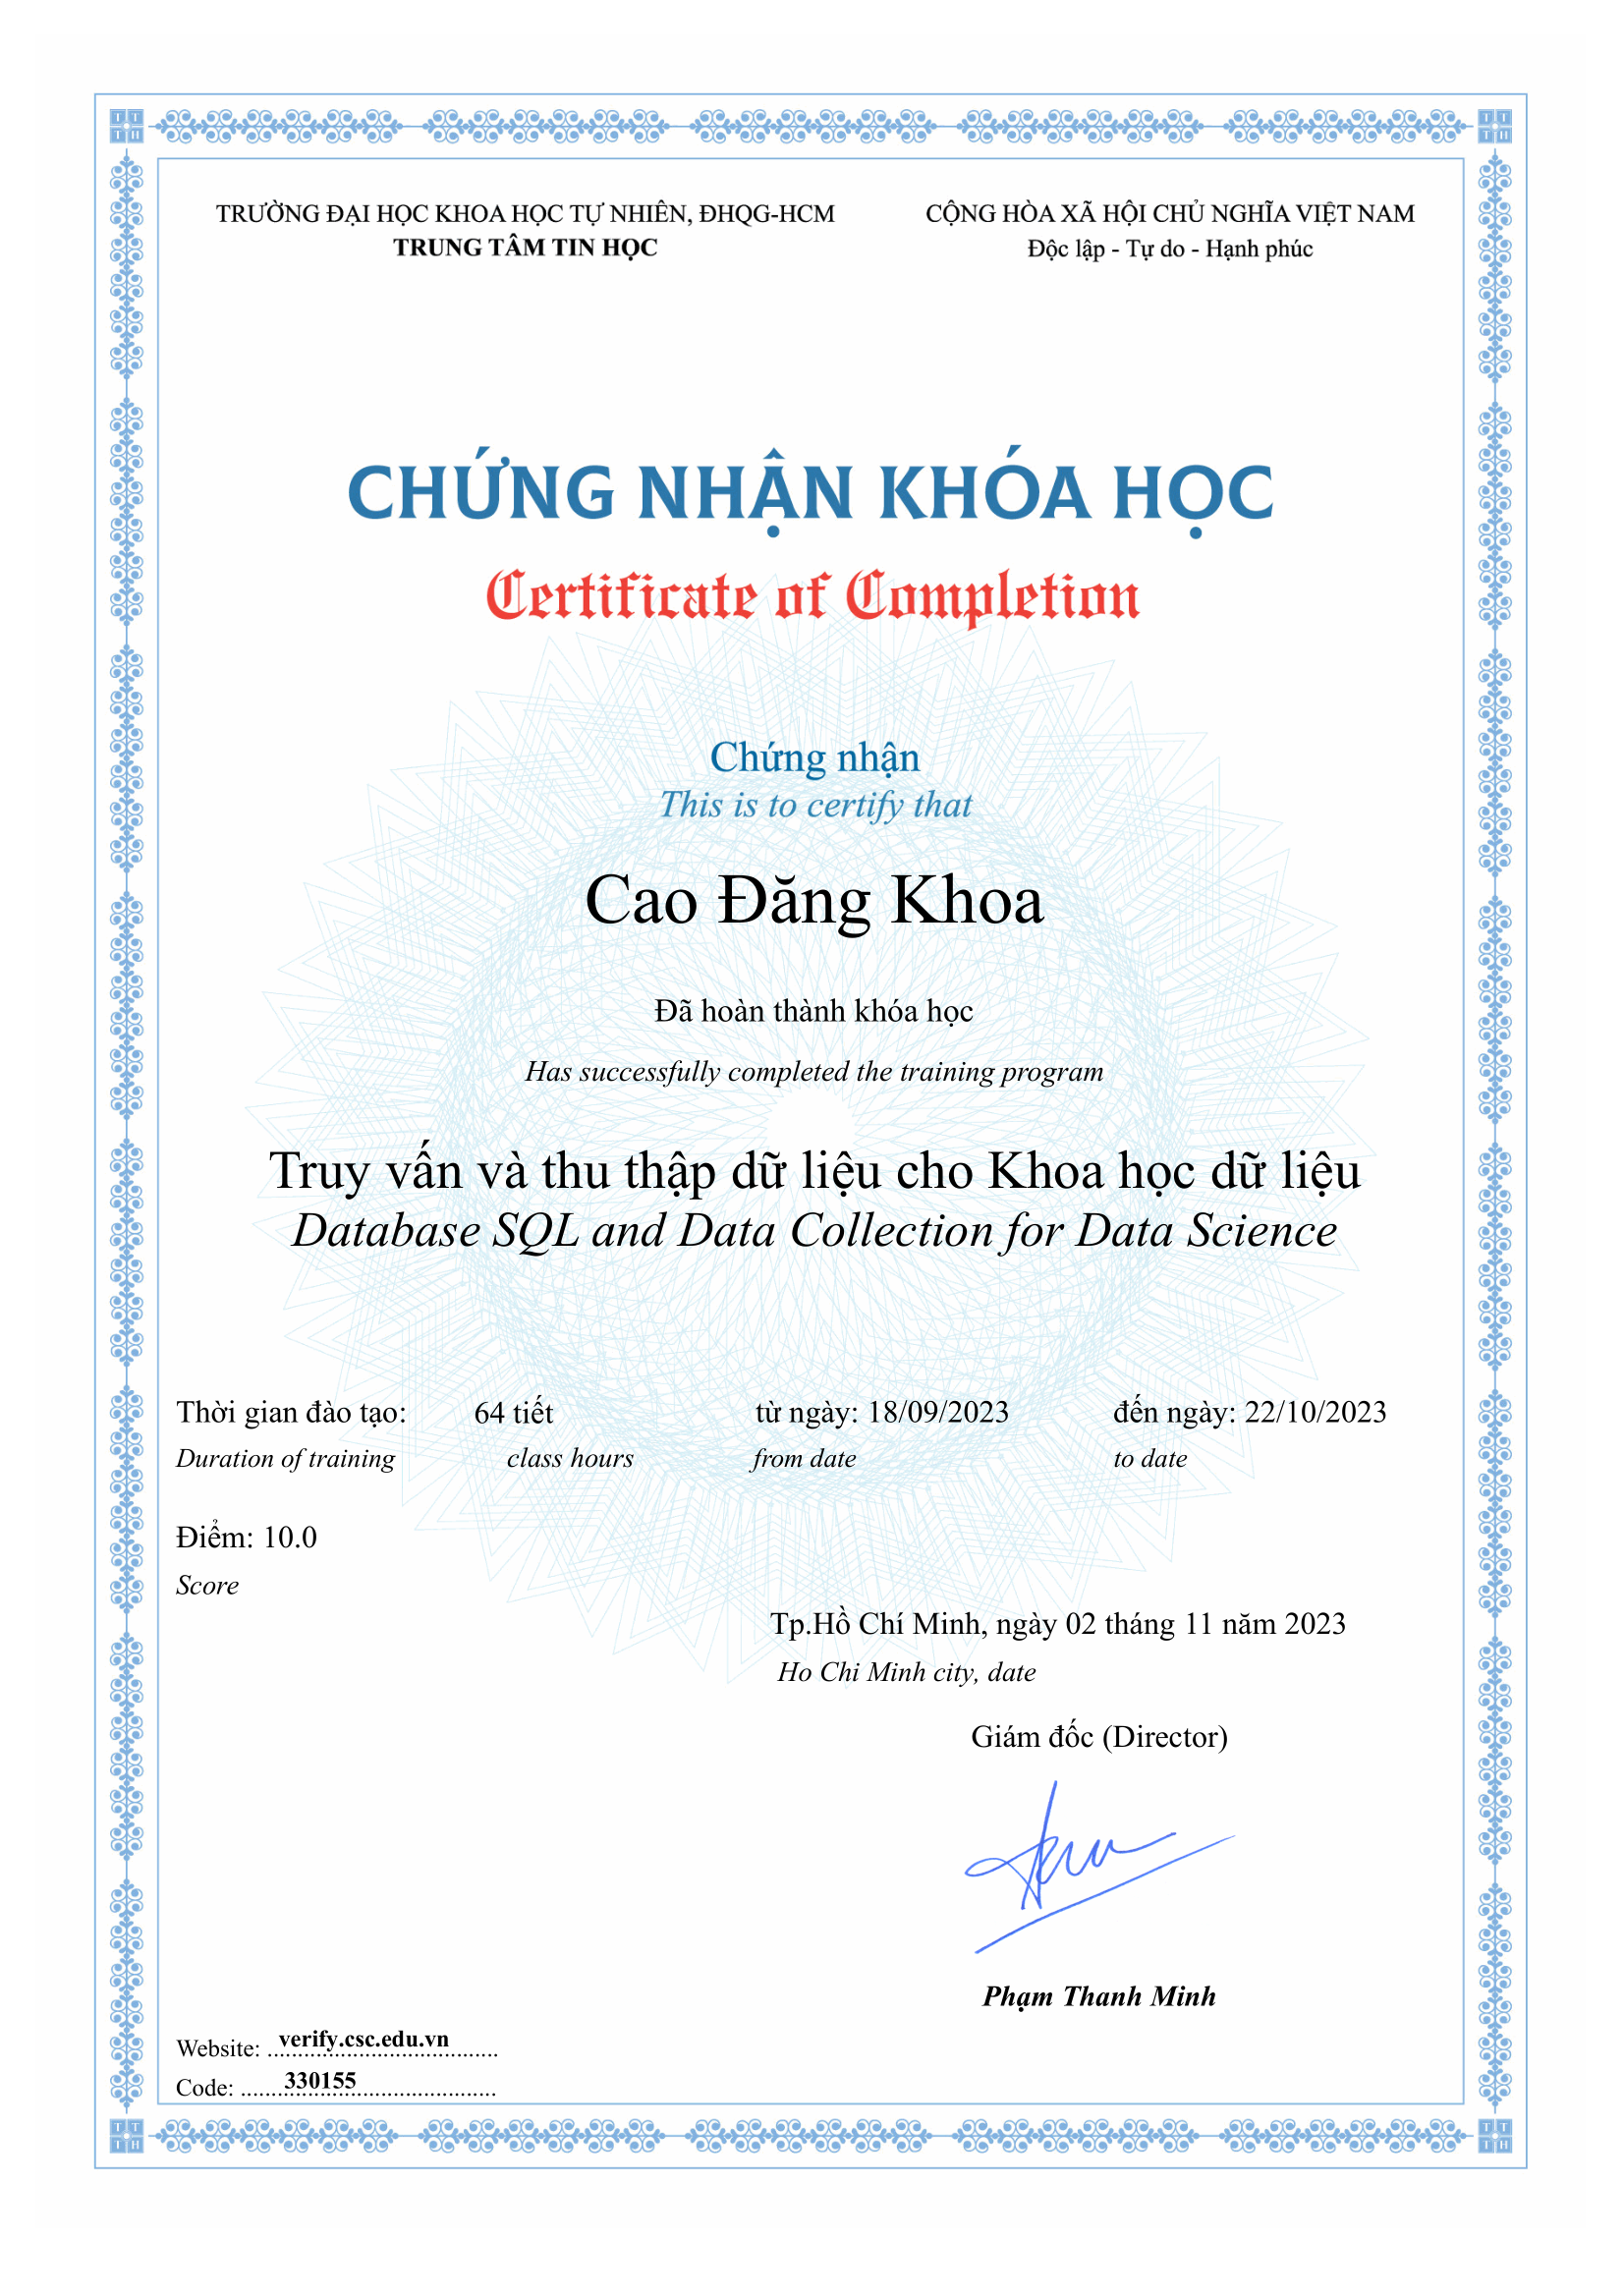 TRƯỜNG ĐẠI HỌC KHOA HỌC TỰ NHIÊN, ĐHQG-HCM
TRUNG TÂM TIN HỌC
CỘNG HÒA XÃ HỘI CHỦ NGHĨA VIỆT NAM
Độc lập - Tự do - Hạnh phúc
CHỨNG NHẬN KHÓA HỌC
Certificate of Completion
Chứng nhận
This is to certify that
Cao Đăng Khoa
Đã hoàn thành khóa học
Has successfully completed the training program
Truy vấn và thu thập dữ liệu cho Khoa học dữ liệu
Database SQL and Data Collection for Data Science
Thời gian đào tạo: 64 tiết từ ngày: 18/09/2023 đến ngày: 22/10/2023
Duration of training class hours from date to date
Điểm: 10.0
Score
Tp.Hồ Chí Minh, ngày 02 tháng 11 năm 2023
Ho Chi Minh city, date
Giám đốc (Director)
Phạm Thanh Minh
Website: verify.csc.edu.vn
Code: 330155